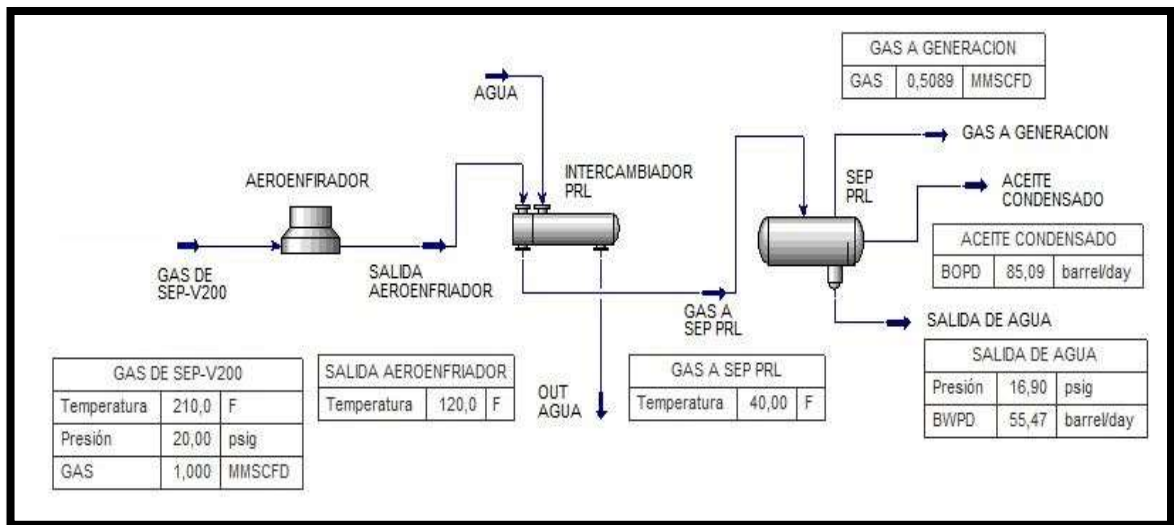 GAS A GENERACION
GAS 0,5089 MMSCFD
AGUA
GAS A GENERACION
AEROENFIRADOR
INTERCAMBIADOR
PRL
SEP
PRL
ACEITE
CONDENSADO
ACEITE CONDENSADO
BOPD 85,09 barrel/day
GAS DE
SEP-V200
SALIDA
AEROENFRIADOR
GAS A
SEP PRL
SALIDA DE AGUA
GAS DE SEP-V200
Temperatura 210,0 F
Presión 20,00 psig
GAS 1,000 MMSCFD
SALIDA AEROENFRIADOR
Temperatura 120,0 F
OUT
AGUA
GAS A SEP PRL
Temperatura 40,00 F
SALIDA DE AGUA
Presión 16,90 psig
BWPD 55,47 barrel/day